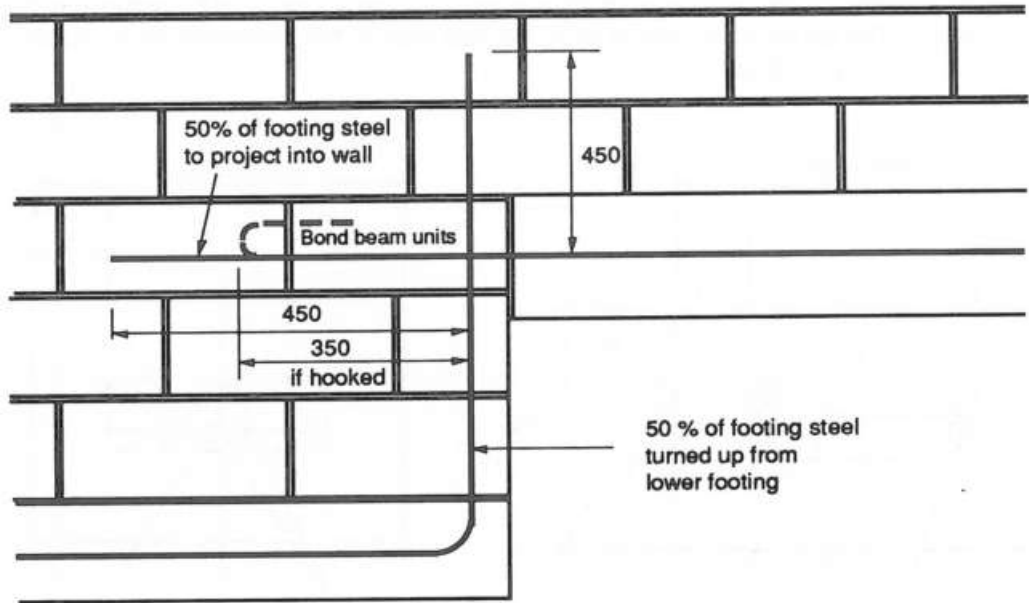 50% of footing steel
to project into wall
450
Bond beam units
450
350
if hooked
50 % of footing steel
turned up from
lower footing